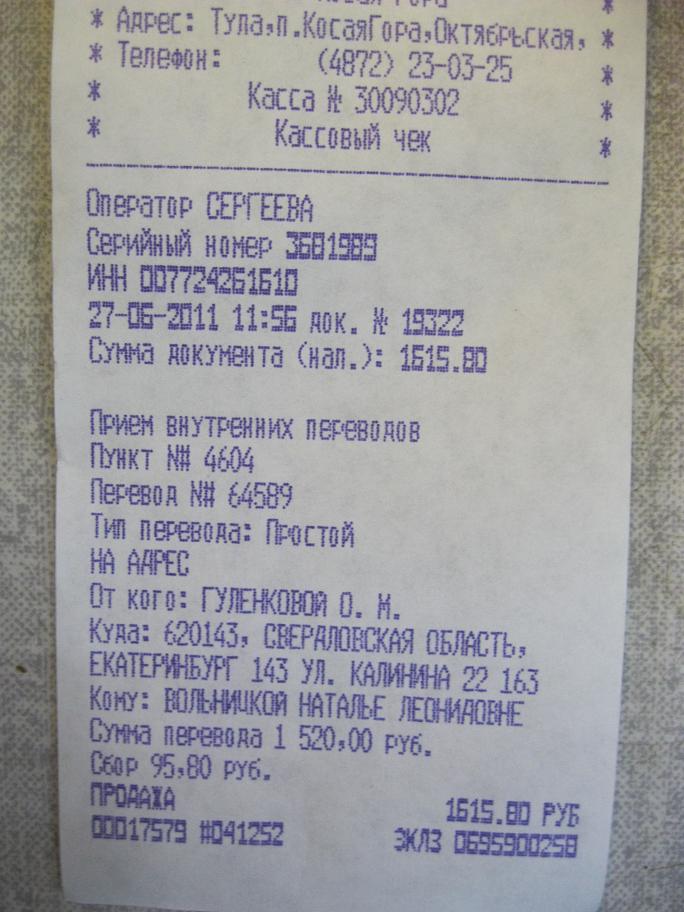 * Адрес: Тула,п.КосаяГора,Октябрьская, *
* Телефон: (4872) 23-03-25 *
* Касса № 30090302 *
* Кассовый чек *
Оператор СЕРГЕЕВА
Серийный номер 3681989
ИНН 007724261610
27-06-2011 11:56 док. № 19322
Сумма документа (нал.): 1615.80
Прием внутренних переводов
Пункт N# 4604
Перевод N# 64589
Тип перевода: Простой
НА АДРЕС
От кого: ГУЛЕНКОВОЙ О. М.
Куда: 620143, СВЕРДЛОВСКАЯ ОБЛАСТЬ,
ЕКАТЕРИНБУРГ 143 УЛ. КАЛИНИНА 22 163
Кому: ВОЛЬНИЦКОЙ НАТАЛЬЕ ЛЕОНИДОВНЕ
Сумма перевода 1 520,00 руб.
Сбор 95,80 руб.
ПРОДАЖА 1615.80 РУБ
00017579 #041252 ЭКЛЗ 0695900258